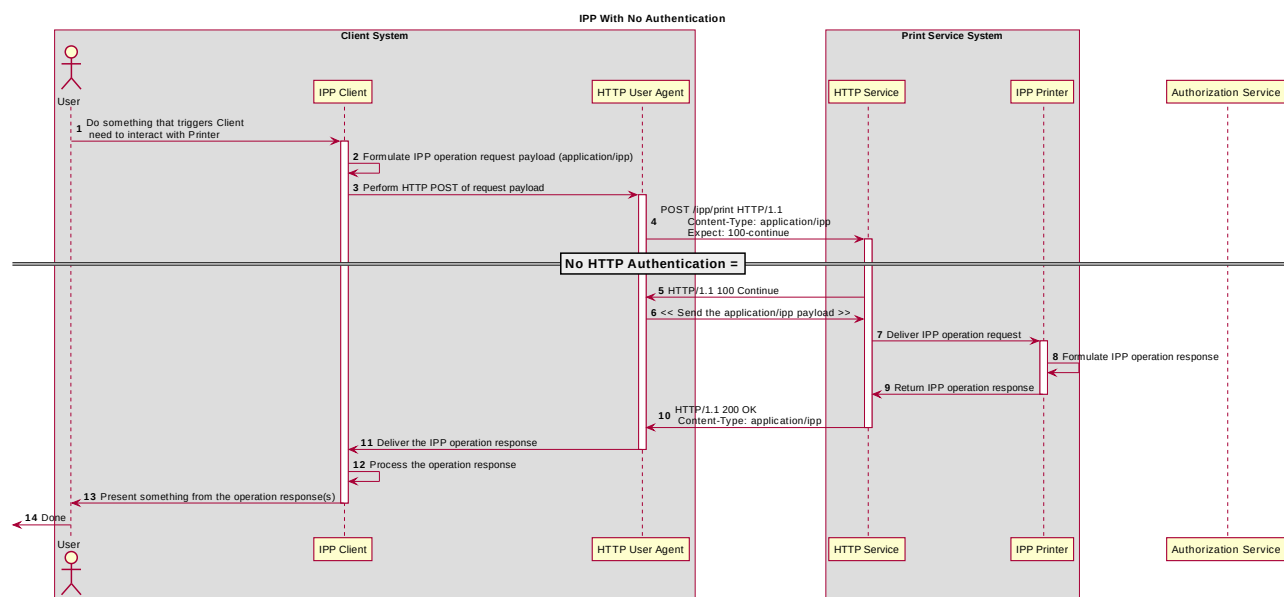 IPP With No Authentication
Client System
Print Service System
User
IPP Client
HTTP User Agent
HTTP Service
IPP Printer
Authorization Service
1 Do something that triggers Client
need to interact with Printer
2 Formulate IPP operation request payload (application/ipp)
3 Perform HTTP POST of request payload
POST /ipp/print HTTP/1.1
4 Content-Type: application/ipp
Expect: 100-continue
No HTTP Authentication =
5 HTTP/1.1 100 Continue
6 << Send the application/ipp payload >>
7 Deliver IPP operation request
8 Formulate IPP operation response
9 Return IPP operation response
HTTP/1.1 200 OK
10 Content-Type: application/ipp
11 Deliver the IPP operation response
12 Process the operation response
13 Present something from the operation response(s)
14 Done
User
IPP Client
HTTP User Agent
HTTP Service
IPP Printer
Authorization Service